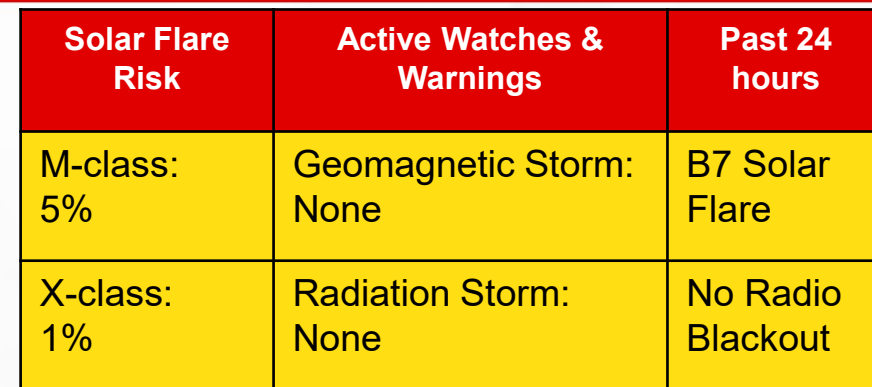 Solar Flare
Risk
Active Watches &
Warnings
Past 24
hours
M-class:
5%
Geomagnetic Storm:
None
B7 Solar
Flare
X-class:
1%
Radiation Storm:
None
No Radio
Blackout